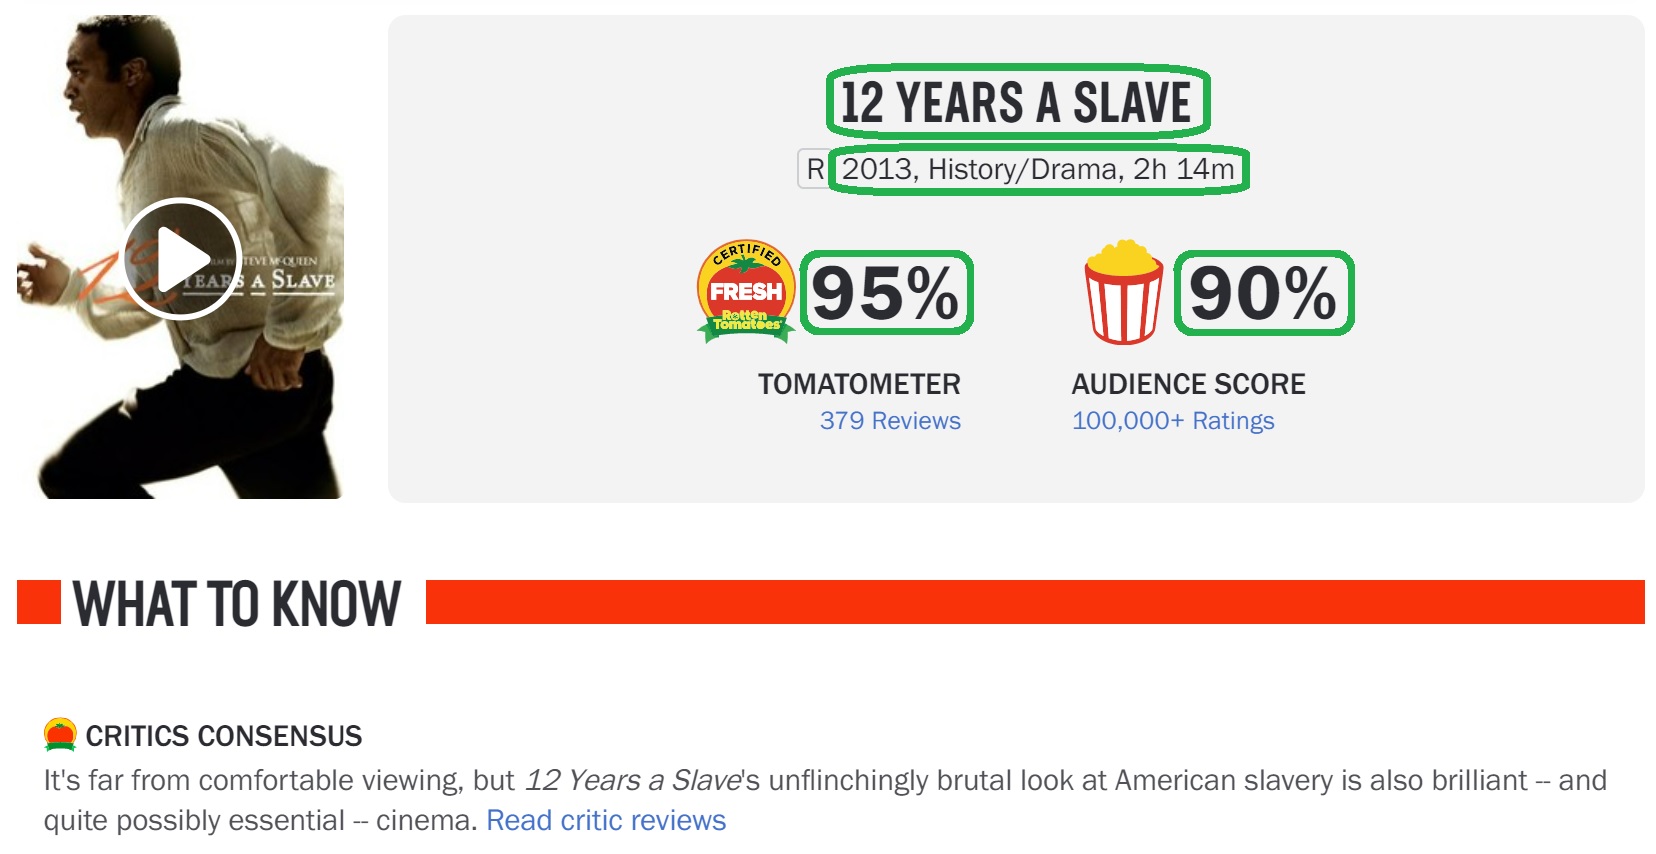 12 YEARS A SLAVE
R 2013, History/Drama, 2h 14m
FILM BY STEVE MCQUEEN
YEARS A SLAVE
CERTIFIED
FRESH
Rotten
Tomatoes
95%
90%
TOMATOMETER
AUDIENCE SCORE
379 Reviews
100,000+ Ratings
WHAT TO KNOW
CRITICS CONSENSUS
It's far from comfortable viewing, but 12 Years a Slave's unflinchingly brutal look at American slavery is also brilliant -- and
quite possibly essential -- cinema. Read critic reviews